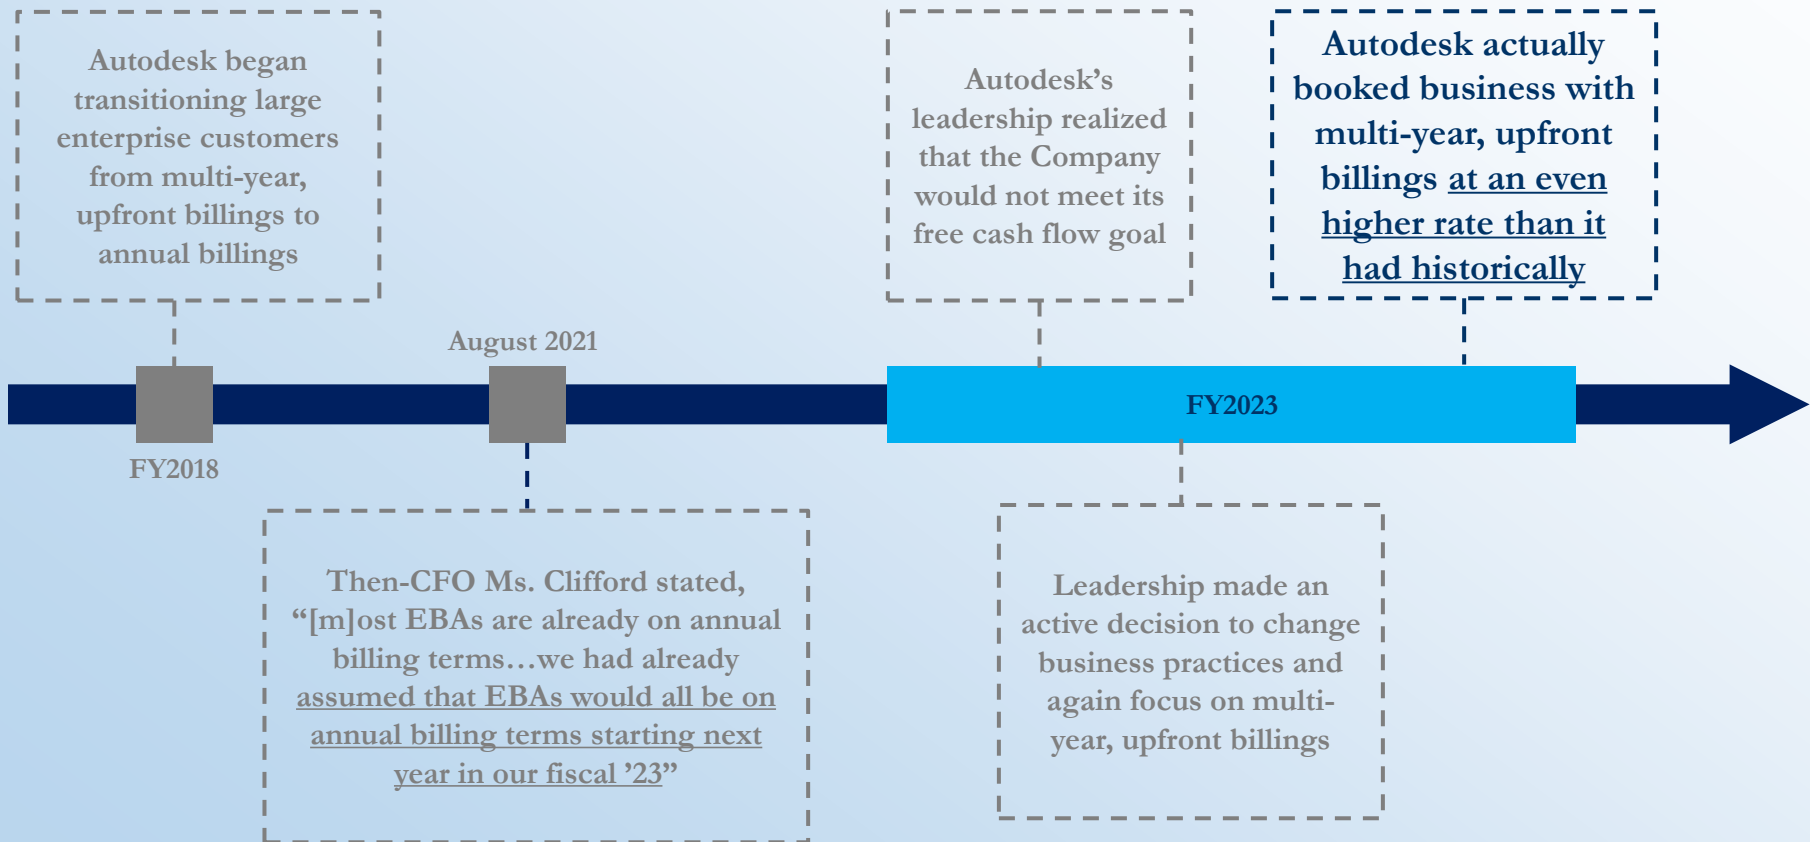 Autodesk began
transitioning large
enterprise customers
from multi-year,
upfront billings to
annual billings
FY2018
August 2021
Then-CFO Ms. Clifford stated,
“[m]ost EBAs are already on annual
billing terms…we had already
assumed that EBAs would all be on
annual billing terms starting next
year in our fiscal ’23”
Autodesk’s
leadership realized
that the Company
would not meet its
free cash flow goal
FY2023
Leadership made an
active decision to change
business practices and
again focus on multi-
year, upfront billings
Autodesk actually
booked business with
multi-year, upfront
billings at an even
higher rate than it
had historically